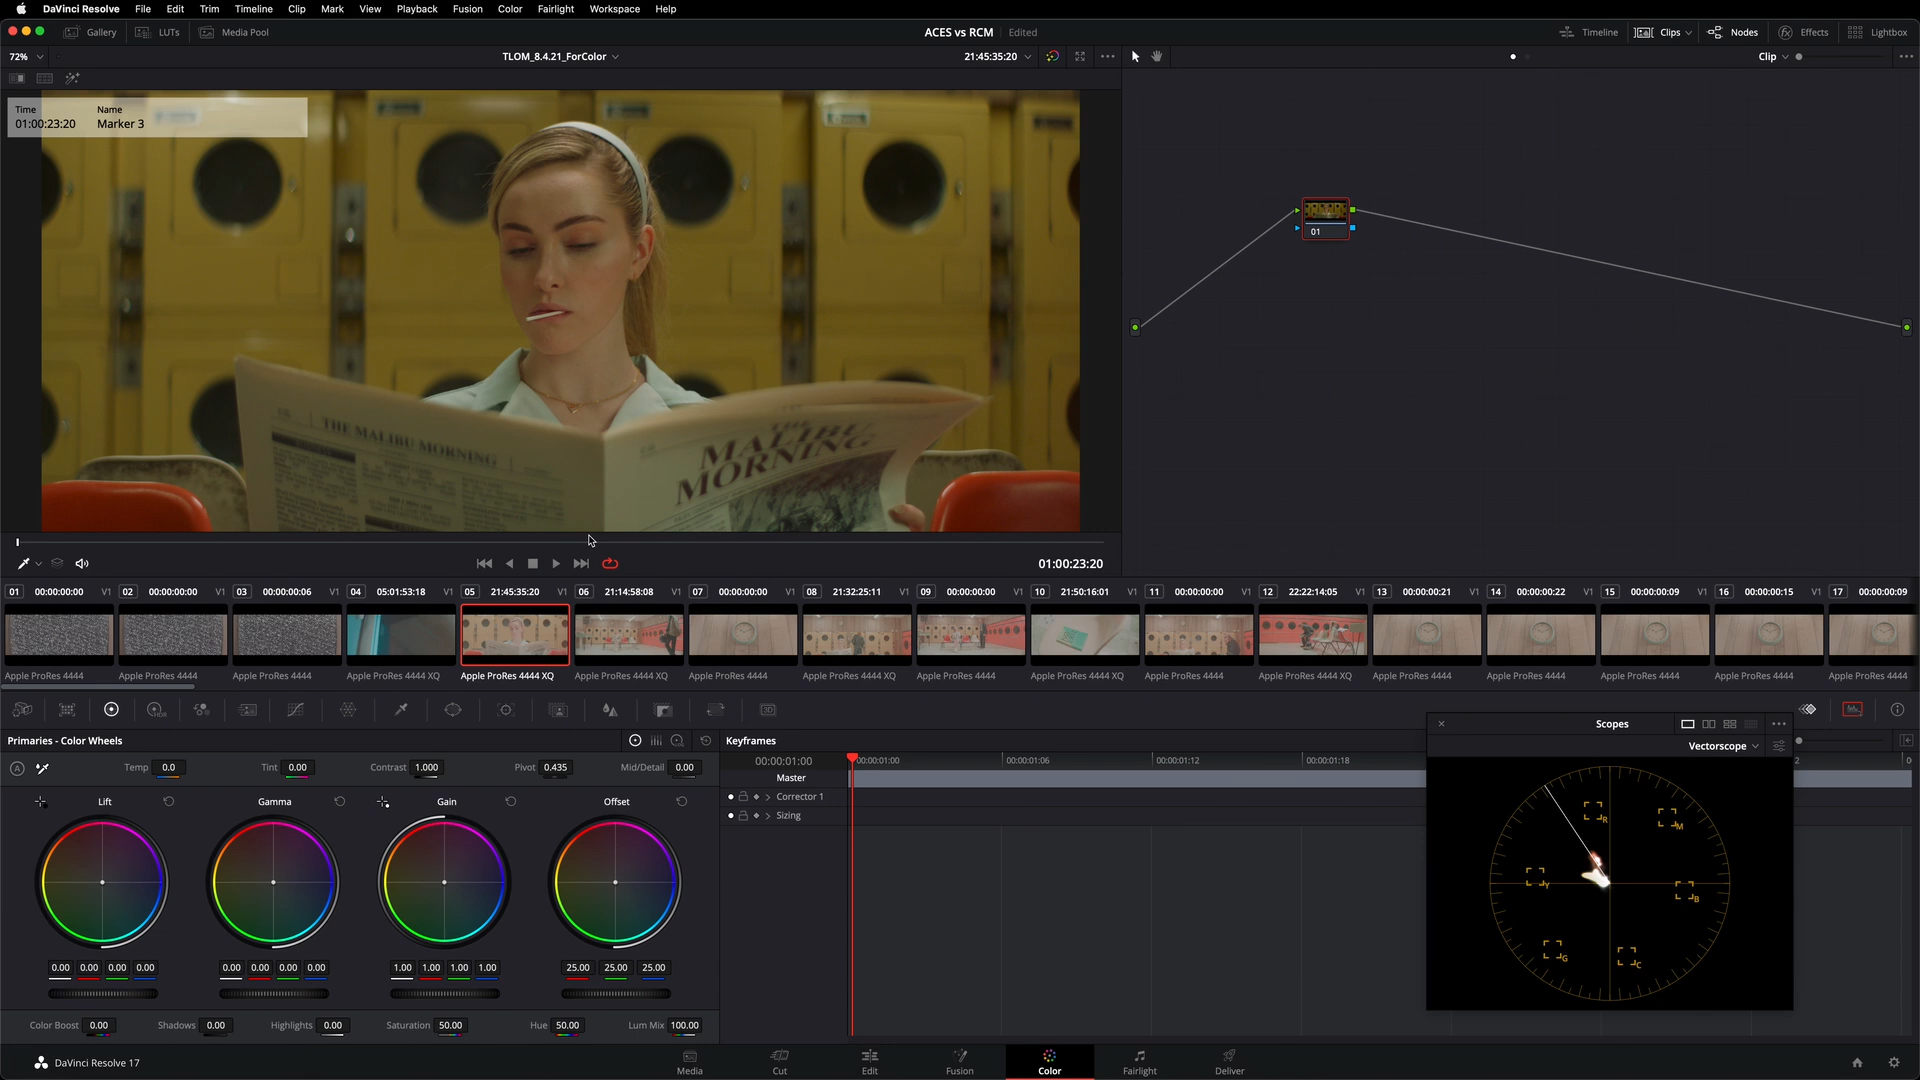 DaVinci Resolve File Edit Trim Timeline Clip Mark View Playback Fusion Color Fairlight Workspace Help
Gallery LUTs Media Pool ACES vs RCM Edited Timeline Clips Nodes Effects Lightbox
72% TLOM_8.4.21_ForColor 21:45:35:20 Clip
Time Name
01:00:23:20 Marker 3
THE MALIBU MORNING
THE
MALIBU
MORNING
01
01:00:23:20
01 00:00:00:00 V1 02 00:00:00:00 V1 03 00:00:00:06 V1 04 05:01:53:18 V1 05 21:45:35:20 V1 06 21:14:58:08 V1 07 00:00:00:00 V1 08 21:32:25:11 V1 09 00:00:00:00 V1 10 21:50:16:01 V1 11 00:00:00:00 V1 12 22:22:14:05 V1 13 00:00:00:21 V1 14 00:00:00:22 V1 15 00:00:00:09 V1 16 00:00:00:15 V1 17 00:00:00:09
Apple ProRes 4444 Apple ProRes 4444 Apple ProRes 4444 Apple ProRes 4444 XQ Apple ProRes 4444 XQ Apple ProRes 4444 XQ Apple ProRes 4444 Apple ProRes 4444 XQ Apple ProRes 4444 Apple ProRes 4444 XQ Apple ProRes 4444 Apple ProRes 4444 XQ Apple ProRes 4444 Apple ProRes 4444 Apple ProRes 4444 Apple ProRes 4444 Apple ProRes 4444
HDR
3D
Primaries - Color Wheels
A Temp 0.0 Tint 0.00 Contrast 1.000 Pivot 0.435 Mid/Detail 0.00
Lift Gamma Gain Offset
0.00 0.00 0.00 0.00 0.00 0.00 0.00 0.00 1.00 1.00 1.00 1.00 25.00 25.00 25.00
Color Boost 0.00 Shadows 0.00 Highlights 0.00 Saturation 50.00 Hue 50.00 Lum Mix 100.00
Keyframes
00:00:01:00 00:00:01:00 00:00:01:06 00:00:01:12 00:00:01:18
Master
Corrector 1
Sizing
Scopes
Vectorscope
R
M
Y
B
G
C
DaVinci Resolve 17 Media Cut Edit Fusion Color Fairlight Deliver